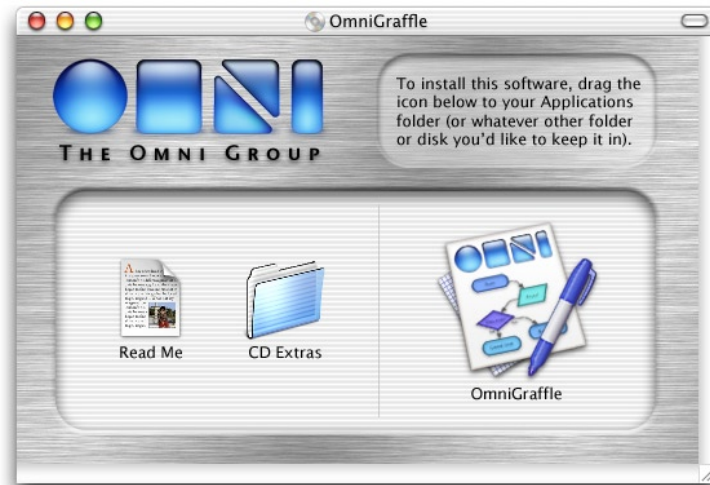 OmniGraffle
OMNI
THE OMNI GROUP
To install this software, drag the
icon below to your Applications
folder (or whatever other folder
or disk you'd like to keep it in).
OMNI
Read Me
CD Extras
OmniGraffle